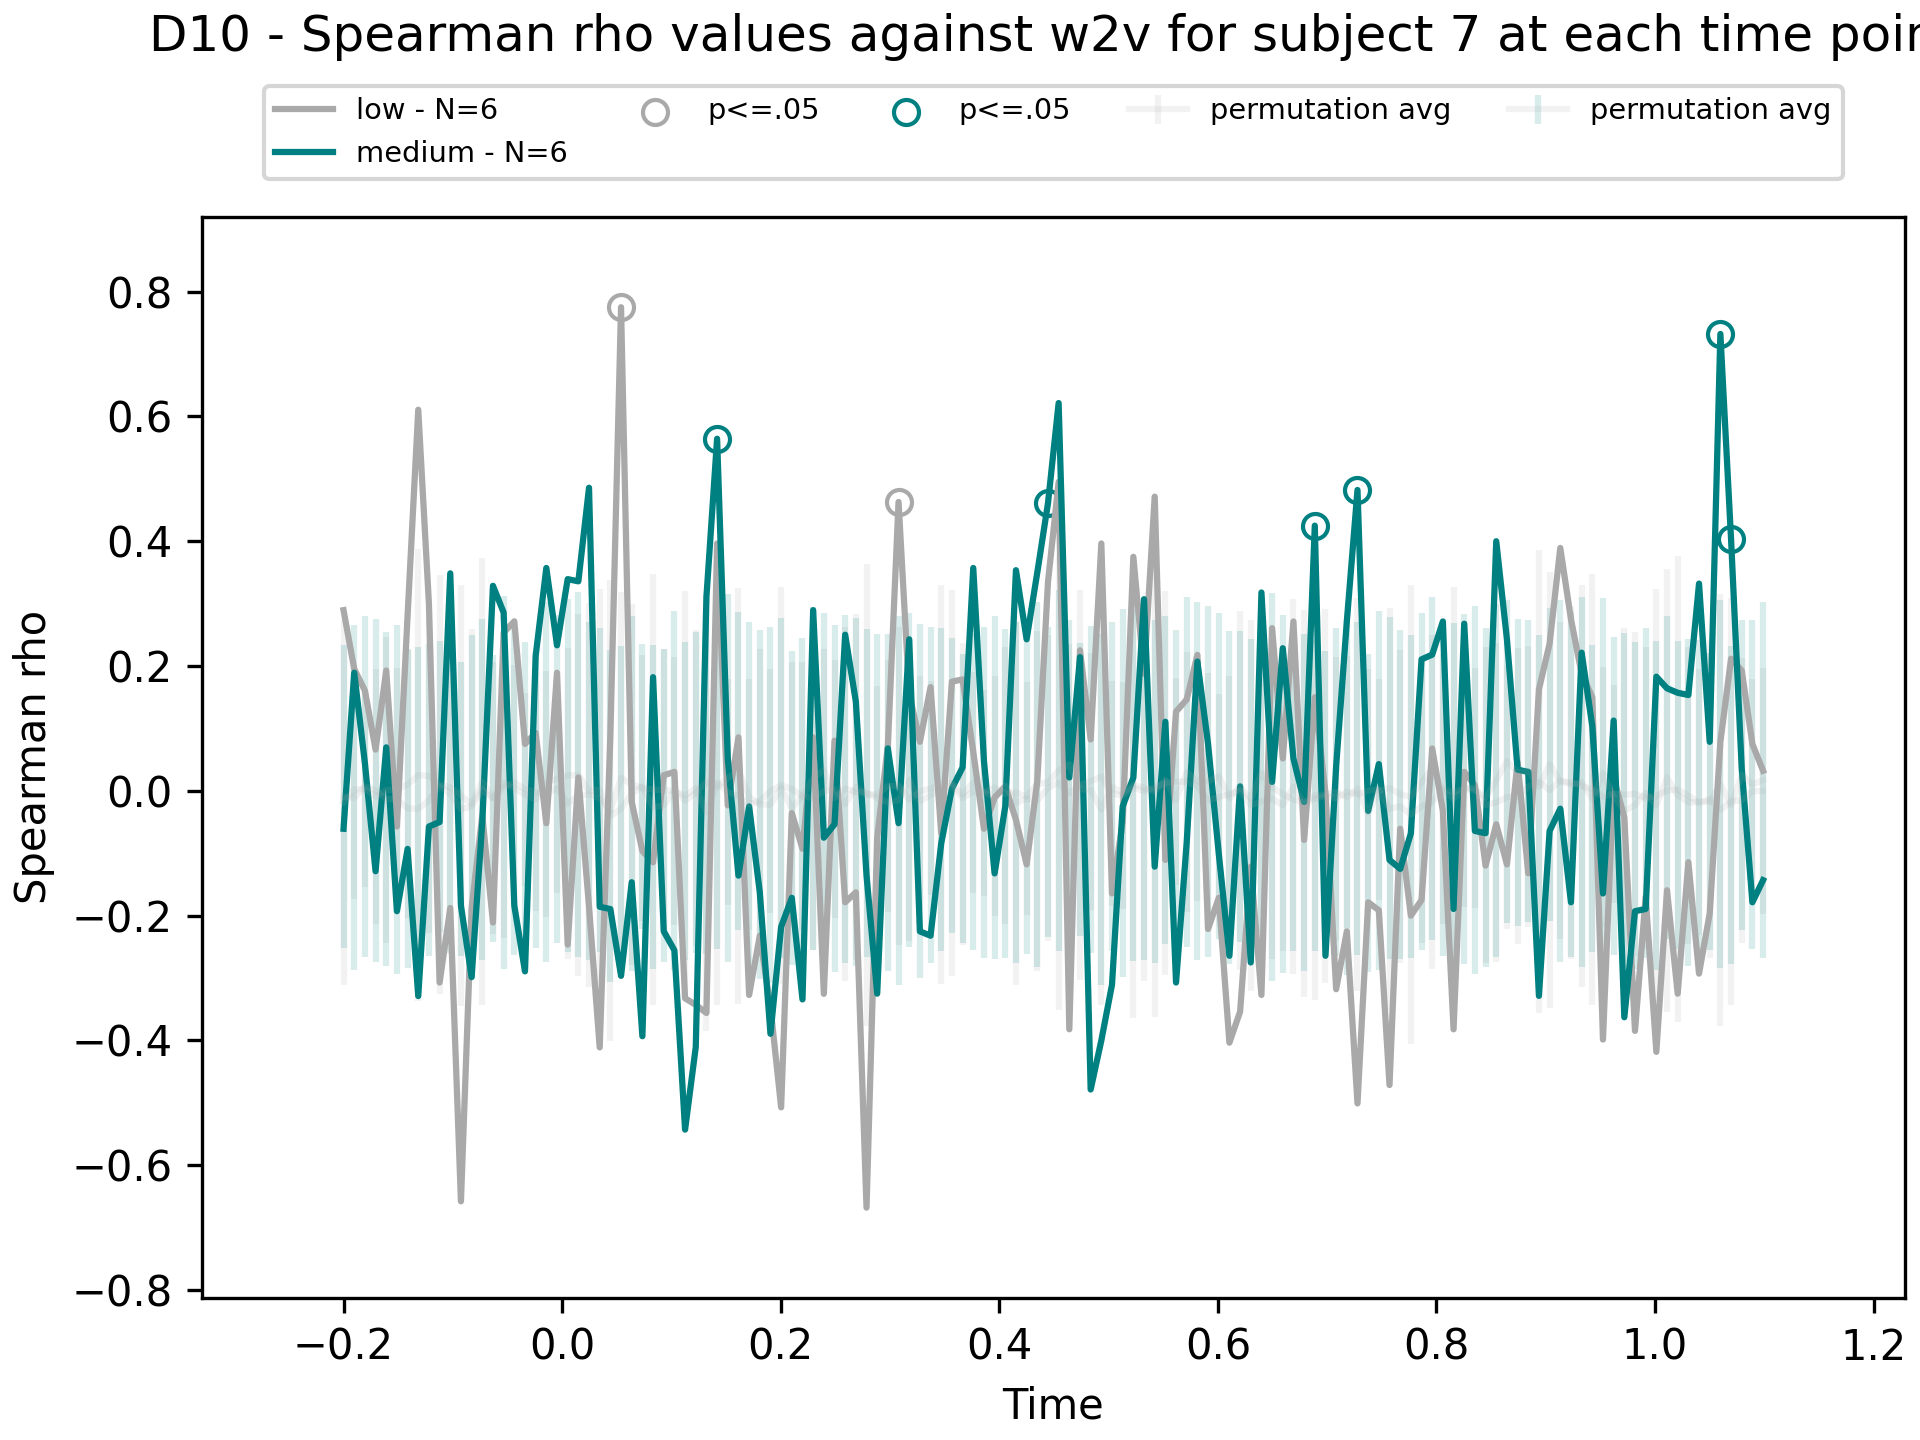 D10 - Spearman rho values against w2v for subject 7 at each time poin
low - N=6
medium - N=6
p<=.05
p<=.05
permutation avg
permutation avg
Spearman rho
0.8
0.6
0.4
0.2
0.0
−0.2
−0.4
−0.6
−0.8
−0.2
0.0
0.2
0.4
0.6
0.8
1.0
1.2
Time